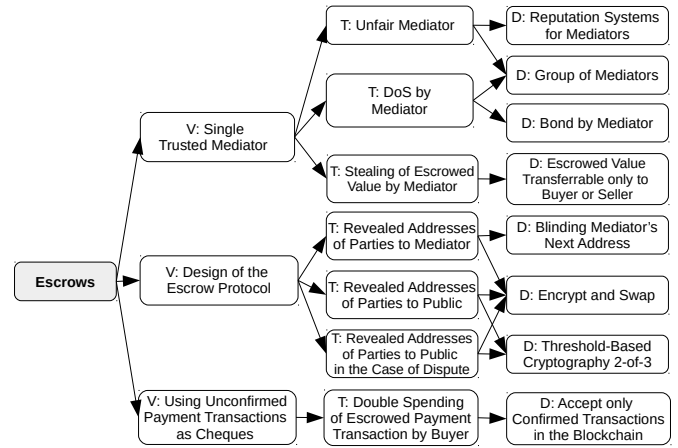 T: Unfair Mediator
D: Reputation Systems
for Mediators
D: Group of Mediators
T: DoS by
Mediator
D: Bond by Mediator
V: Single
Trusted Mediator
T: Stealing of Escrowed
Value by Mediator
D: Escrowed Value
Transferrable only to
Buyer or Seller
T: Revealed Addresses
of Parties to Mediator
D: Blinding Mediator's
Next Address
Escrows
V: Design of the
Escrow Protocol
T: Revealed Addresses
of Parties to Public
D: Encrypt and Swap
T: Revealed Addresses
of Parties to Public
in the Case of Dispute
D: Threshold-Based
Cryptography 2-of-3
V: Using Unconfirmed
Payment Transactions
as Cheques
T: Double Spending
of Escrowed Payment
Transaction by Buyer
D: Accept only
Confirmed Transactions
in the Blockchain